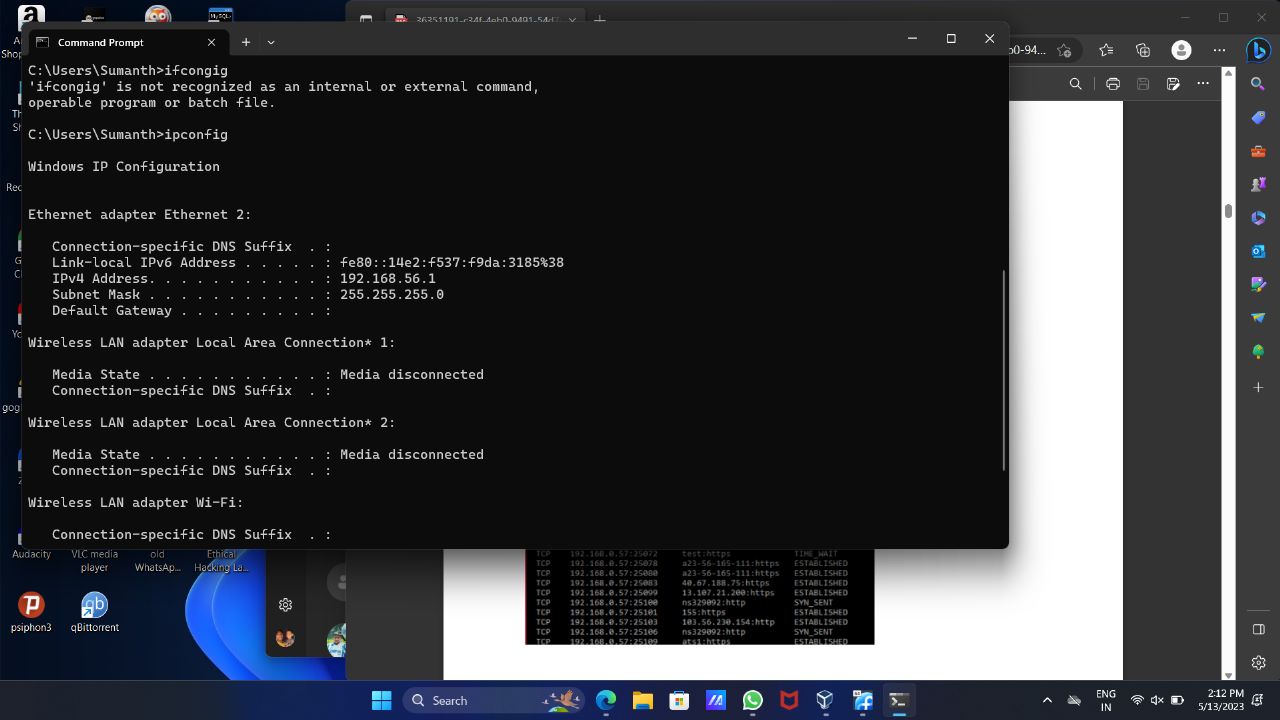 MySQL
36351191-c34f-4eb0-9491-54d7
Command Prompt
b0-94...
C:\Users\Sumanth>ifcongig
'ifcongig' is not recognized as an internal or external command,
operable program or batch file.
C:\Users\Sumanth>ipconfig
Windows IP Configuration
Ethernet adapter Ethernet 2:
Connection-specific DNS Suffix . :
Link-local IPv6 Address . . . . . : fe80::14e2:f537:f9da:3185%38
IPv4 Address. . . . . . . . . . . : 192.168.56.1
Subnet Mask . . . . . . . . . . . : 255.255.255.0
Default Gateway . . . . . . . . . :
Wireless LAN adapter Local Area Connection* 1:
Media State . . . . . . . . . . . : Media disconnected
Connection-specific DNS Suffix . :
Wireless LAN adapter Local Area Connection* 2:
Media State . . . . . . . . . . . : Media disconnected
Connection-specific DNS Suffix . :
Wireless LAN adapter Wi-Fi:
Connection-specific DNS Suffix . :
TCP 192.168.0.57:25072 test:https TIME_WAIT
TCP 192.168.0.57:25078 a23-56-165-111:https ESTABLISHED
TCP 192.168.0.57:25080 a23-56-165-111:https ESTABLISHED
TCP 192.168.0.57:25083 40.67.188.75:https ESTABLISHED
TCP 192.168.0.57:25099 13.107.21.200:https ESTABLISHED
TCP 192.168.0.57:25100 ns329092:http SYN_SENT
TCP 192.168.0.57:25101 155:https ESTABLISHED
TCP 192.168.0.57:25103 103.56.230.154:http ESTABLISHED
TCP 192.168.0.57:25106 ns329092:http SYN_SENT
TCP 192.168.0.57:25109 ats1:https ESTABLISHED
Audacity
VLC media
player
old
WhatsAp...
Ethical
Hacking La...
psiphon3
qBittorrent
Search
ENG
IN
2:12 PM
5/13/2023